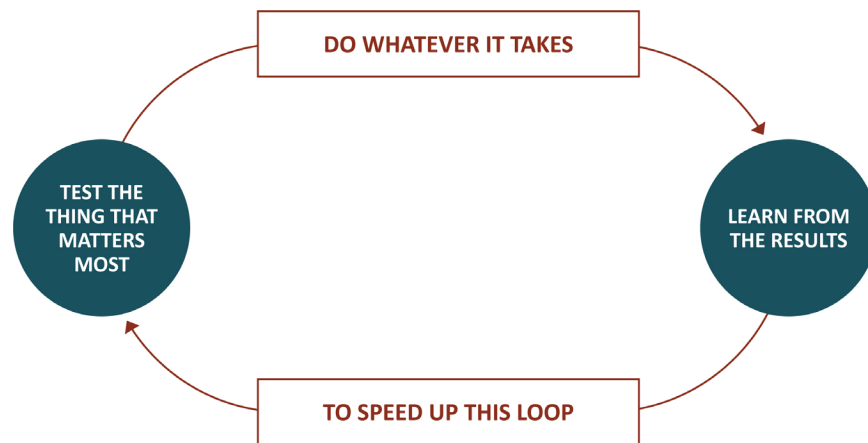 DO WHATEVER IT TAKES
TEST THE
THING THAT
MATTERS
MOST
LEARN FROM
THE RESULTS
TO SPEED UP THIS LOOP